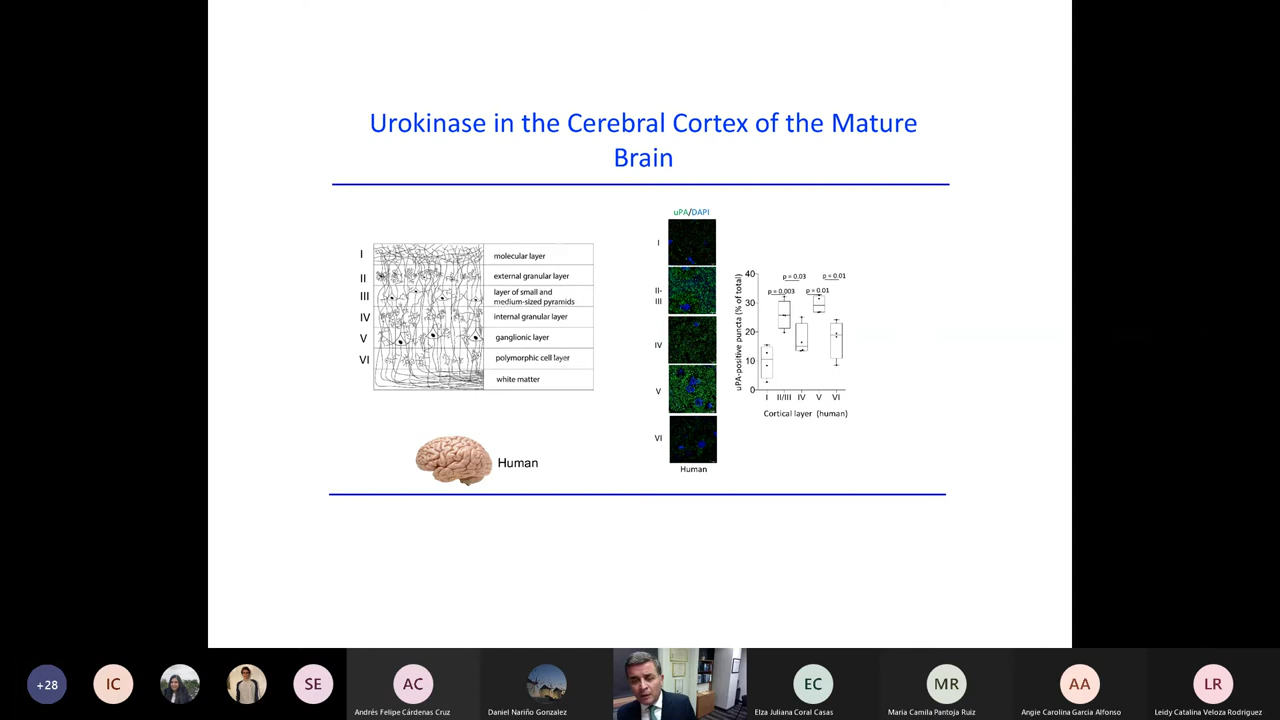 Urokinase in the Cerebral Cortex of the Mature
Brain
I
II
III
IV
V
VI
molecular layer
external granular layer
layer of small and
medium-sized pyramids
internal granular layer
ganglionic layer
polymorphic cell layer
white matter
Human
uPA/DAPI
I
II-
III
IV
V
VI
Human
uPA-positive puncta (% of total)
40
30
20
10
0
p = 0.03
p = 0.01
p = 0.003
p = 0.01
I II/III IV V VI
Cortical layer (human)
+28
IC
SE
AC
Andrés Felipe Cárdenas Cruz
Daniel Nariño Gonzalez
EC
Elza Juliana Coral Casas
MR
Maria Camila Pantoja Ruiz
AA
Angie Carolina Garcia Alfonso
LR
Leidy Catalina Veloza Rodriguez